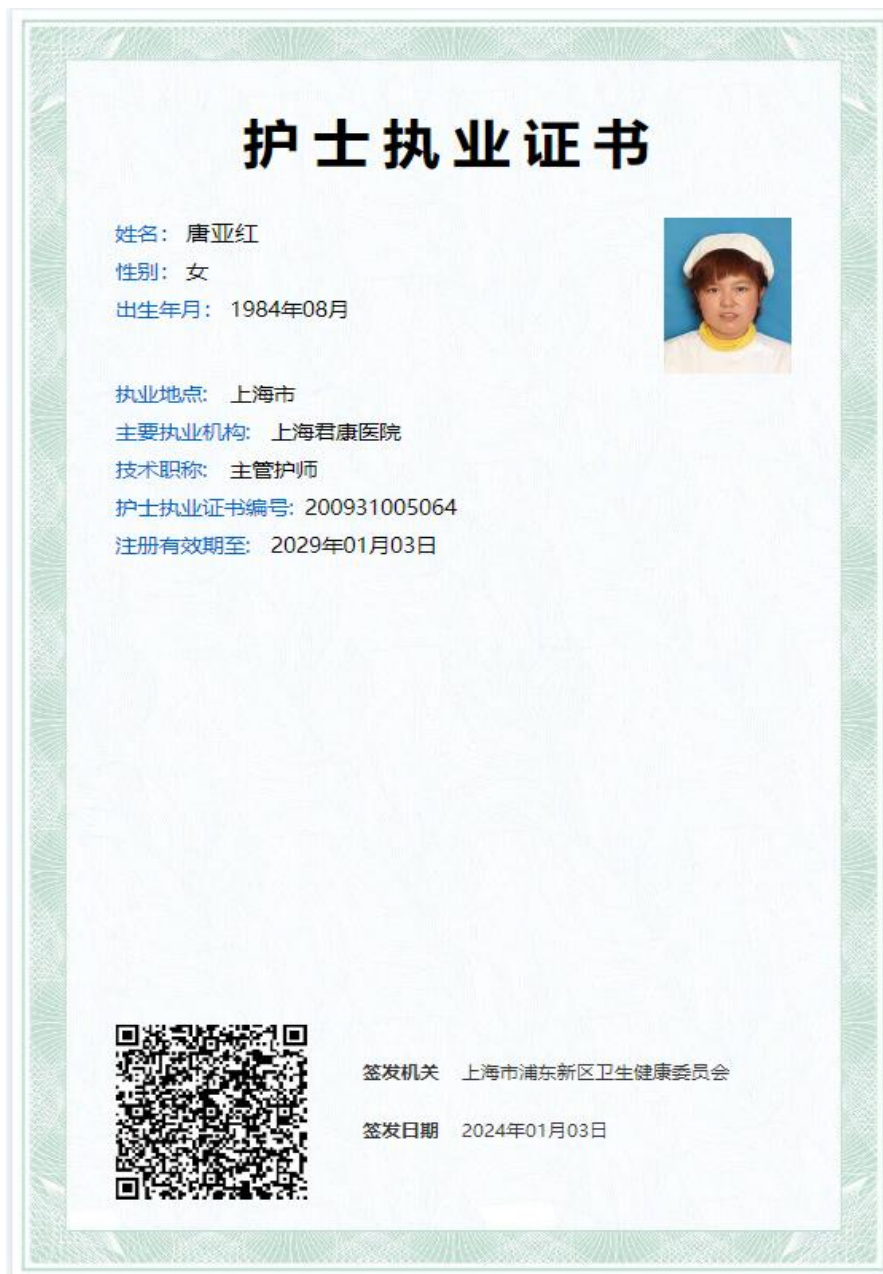 护士执业证书
姓名： 唐亚红
性别： 女
出生年月： 1984年08月
执业地点: 上海市
主要执业机构: 上海君康医院
技术职称: 主管护师
护士执业证书编号: 200931005064
注册有效期至: 2029年01月03日
签发机关 上海市浦东新区卫生健康委员会
签发日期 2024年01月03日